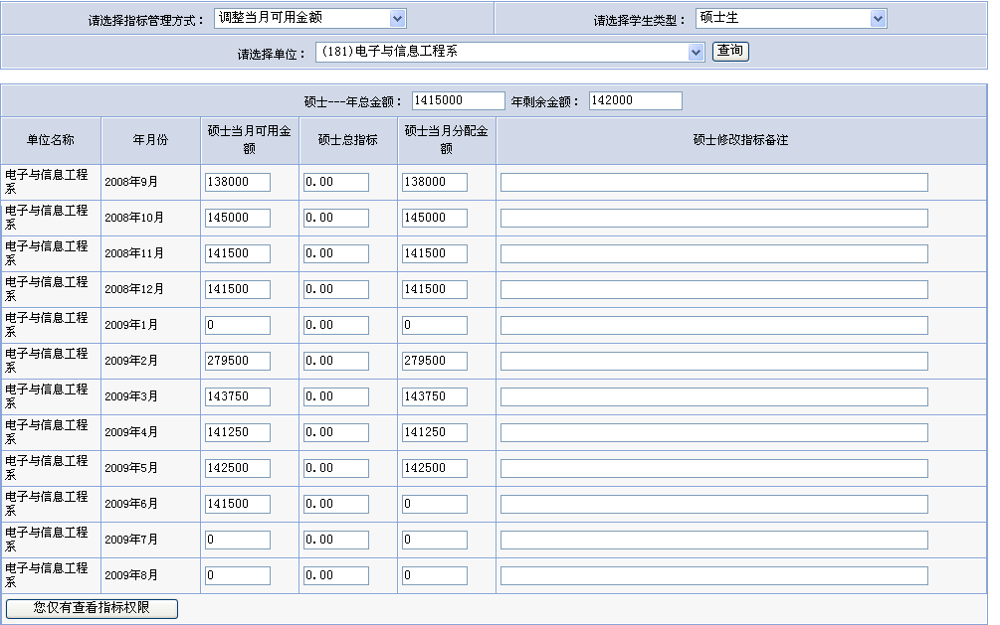 请选择指标管理方式： 调整当月可用金额 请选择学生类型： 硕士生
请选择单位： (181)电子与信息工程系 查询
硕士---年总金额： 1415000 年剩余金额： 142000
单位名称 年月份 硕士当月可用金额 硕士总指标 硕士当月分配金额 硕士修改指标备注
电子与信息工程系 2008年9月 138000 0.00 138000
电子与信息工程系 2008年10月 145000 0.00 145000
电子与信息工程系 2008年11月 141500 0.00 141500
电子与信息工程系 2008年12月 141500 0.00 141500
电子与信息工程系 2009年1月 0 0.00 0
电子与信息工程系 2009年2月 279500 0.00 279500
电子与信息工程系 2009年3月 143750 0.00 143750
电子与信息工程系 2009年4月 141250 0.00 141250
电子与信息工程系 2009年5月 142500 0.00 142500
电子与信息工程系 2009年6月 141500 0.00 0
电子与信息工程系 2009年7月 0 0.00 0
电子与信息工程系 2009年8月 0 0.00 0
您仅有查看指标权限